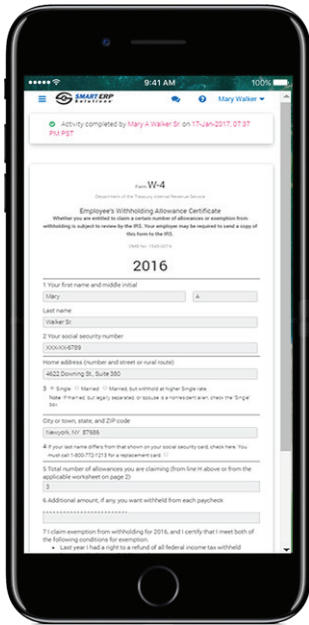 9:41 AM
100%
SMART ERP
Solutions
Mary Walker
Activity completed by Mary A Walker Sr. on 17-Jan-2017, 07:37
PM PST
Form W-4
Department of the Treasury Internal Revenue Service
Employee's Withholding Allowance Certificate
Whether you are entitled to claim a certain number of allowances or exemption from
withholding is subject to review by the IRS. Your employer may be required to send a copy of
this form to the IRS.
OMB No. 1545-0074
2016
1 Your first name and middle initial
Mary A
Last name
Walker Sr.
2 Your social security number
XXX-XX-6789
Home address (number and street or rural route)
4622 Downing St., Suite 380
3 Single Married Married, but withhold at higher Single rate.
Note: If married, but legally separated, or spouse is a nonresident alien, check the 'Single'
box.
City or town, state, and ZIP code
Newyork, NY 87686
4 If your last name differs from that shown on your social security card, check here. You
must call 1-800-772-1213 for a replacement card.
5 Total number of allowances you are claiming (from line H above or from the
applicable worksheet on page 2)
3
6 Additional amount, if any, you want withheld from each paycheck
7 I claim exemption from withholding for 2016, and I certify that I meet both of
the following conditions for exemption.
• Last year I had a right to a refund of all federal income tax withheld